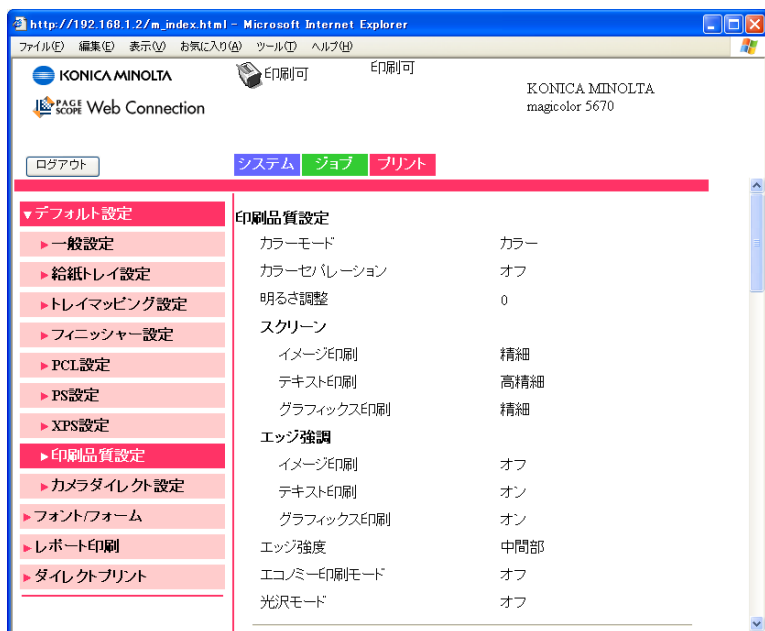 http://192.168.1.2/m_index.html - Microsoft Internet Explorer
ファイル(F) 編集(E) 表示(V) お気に入り(A) ツール(T) ヘルプ(H)
KONICA MINOLTA
印刷可
印刷可
KONICA MINOLTA
magicolor 5670
PAGE SCOPE Web Connection
ログアウト
システム ジョブ プリント
▼デフォルト設定
▶一般設定
▶給紙トレイ設定
▶トレイマッピング設定
▶フィニッシャー設定
▶PCL設定
▶PS設定
▶XPS設定
▶印刷品質設定
▶カメラダイレクト設定
▶フォント/フォーム
▶レポート印刷
▶ダイレクトプリント
印刷品質設定
カラーモード カラー
カラーセパレーション オフ
明るさ調整 0
スクリーン
イメージ印刷 精細
テキスト印刷 高精細
グラフィックス印刷 精細
エッジ強調
イメージ印刷 オフ
テキスト印刷 オン
グラフィックス印刷 オン
エッジ強度 中間部
エコノミー印刷モード オフ
光沢モード オフ